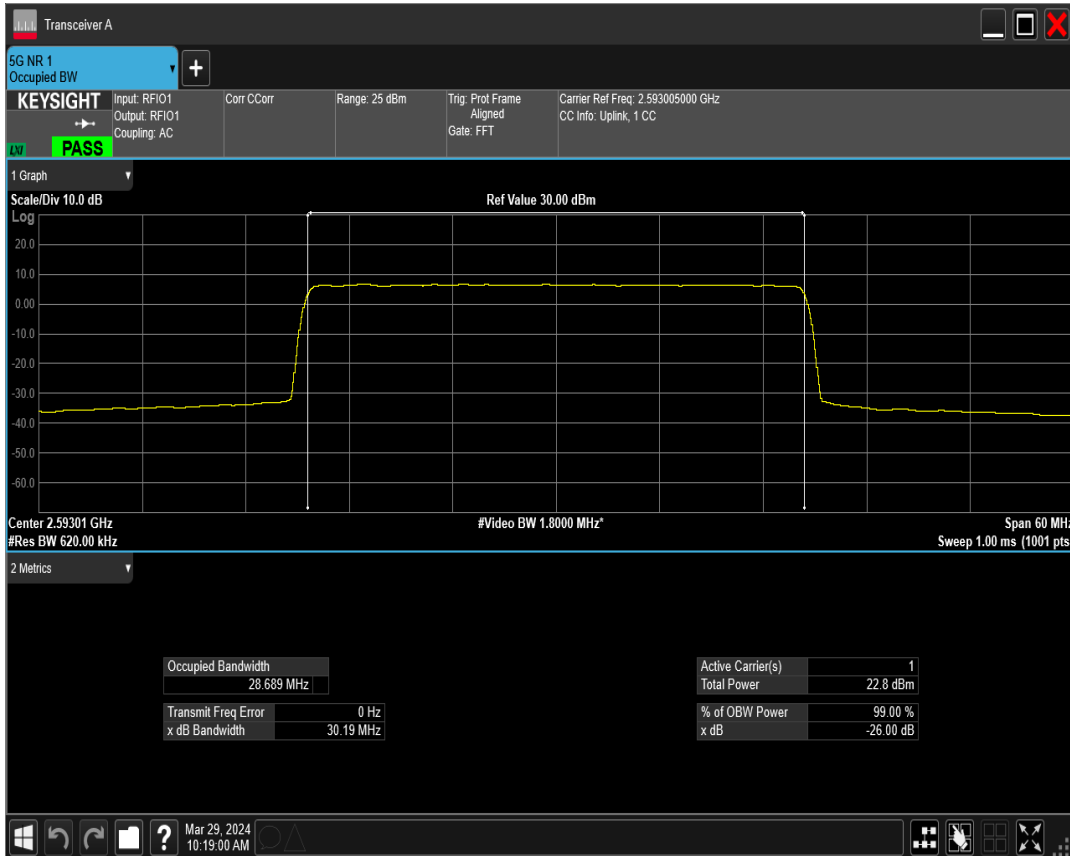 Transceiver A
5G NR 1
Occupied BW
KEYSIGHT
LXI
PASS
Input: RFIO1
Output: RFIO1
Coupling: AC
Corr CCorr
Range: 25 dBm
Trig: Prot Frame
Aligned
Gate: FFT
Carrier Ref Freq: 2.593005000 GHz
CC Info: Uplink, 1 CC
1 Graph
Scale/Div 10.0 dB
Ref Value 30.00 dBm
Log
20.0
10.0
0.00
-10.0
-20.0
-30.0
-40.0
-50.0
-60.0
Center 2.59301 GHz
#Video BW 1.8000 MHz*
Span 60 MHz
#Res BW 620.00 kHz
Sweep 1.00 ms (1001 pts
2 Metrics
Occupied Bandwidth
28.689 MHz
Transmit Freq Error 0 Hz
x dB Bandwidth 30.19 MHz
Active Carrier(s) 1
Total Power 22.8 dBm
% of OBW Power 99.00 %
x dB -26.00 dB
?
Mar 29, 2024
10:19:00 AM